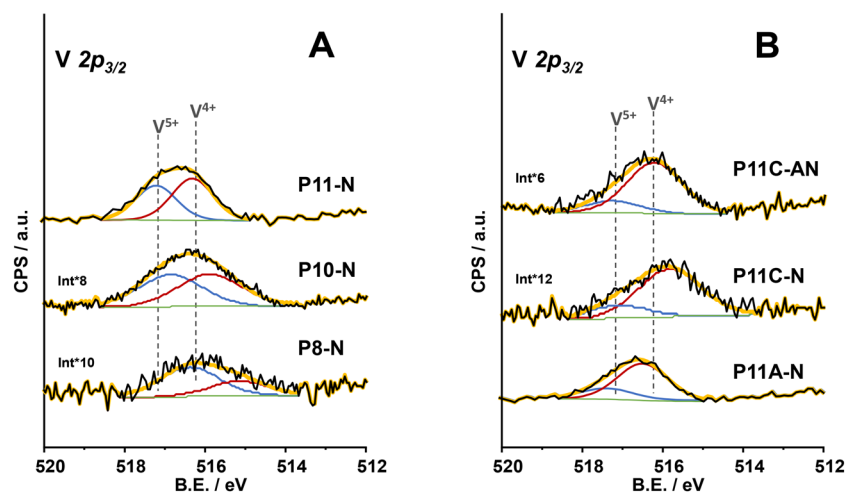 A
V 2p3/2
V5+
V4+
P11-N
Int*8
P10-N
Int*10
P8-N
CPS / a.u.
520
518
516
514
512
B.E. / eV
B
V 2p3/2
V5+
V4+
Int*6
P11C-AN
Int*12
P11C-N
P11A-N
CPS / a.u.
520
518
516
514
512
B.E. / eV